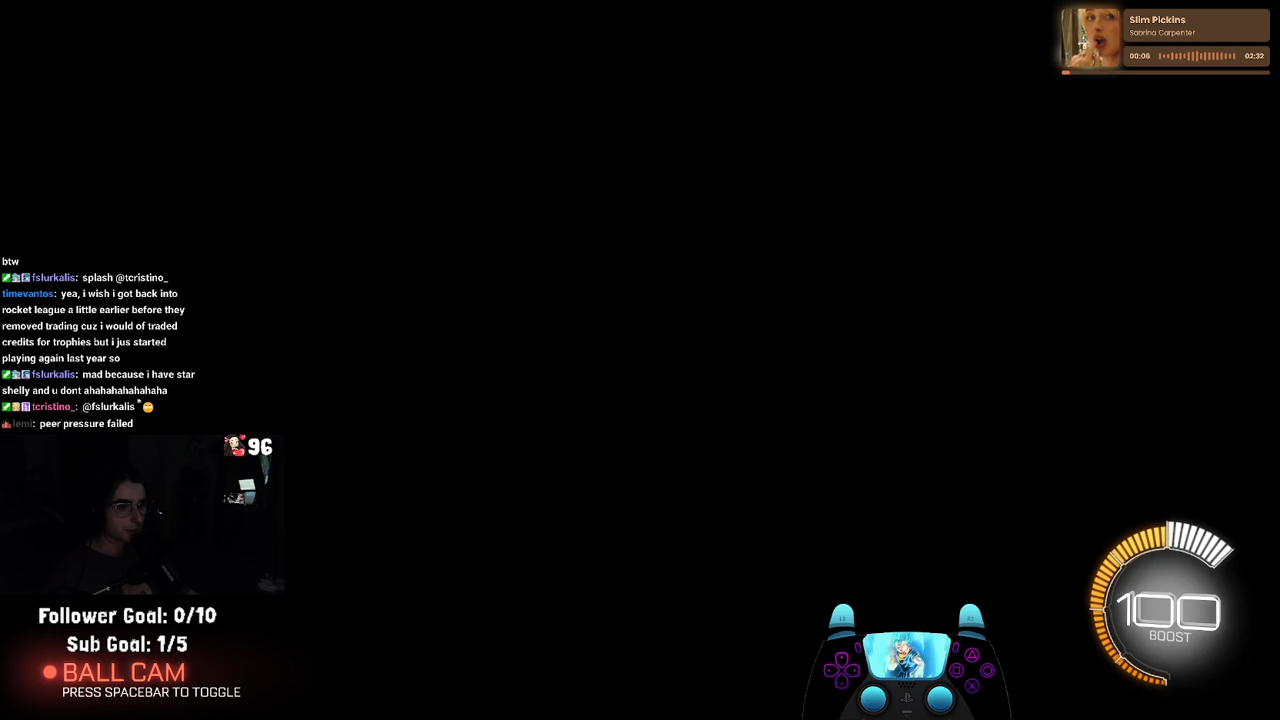 Slim Pickins
Sabrina Carpenter
00:06
02:32
btw
fslurkalis: splash @tcristino_
timevantos: yea, i wish i got back into
rocket league a little earlier before they
removed trading cuz i would of traded
credits for trophies but i jus started
playing again last year so
fslurkalis: mad because i have star
shelly and u dont ahahahahahaha
tcristino_: @fslurkalis
lemi: peer pressure failed
96
Follower Goal: 0/10
Sub Goal: 1/5
BALL CAM
PRESS SPACEBAR TO TOGGLE
100
BOOST